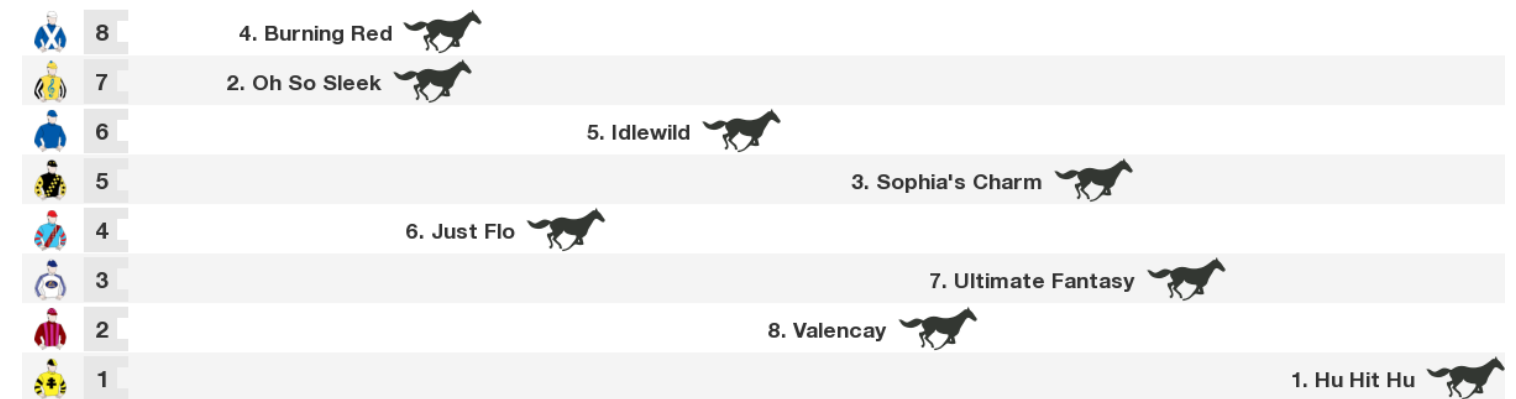 8 4. Burning Red
7 2. Oh So Sleek
6 5. Idlewild
5 3. Sophia's Charm
4 6. Just Flo
3 7. Ultimate Fantasy
2 8. Valencay
1 1. Hu Hit Hu